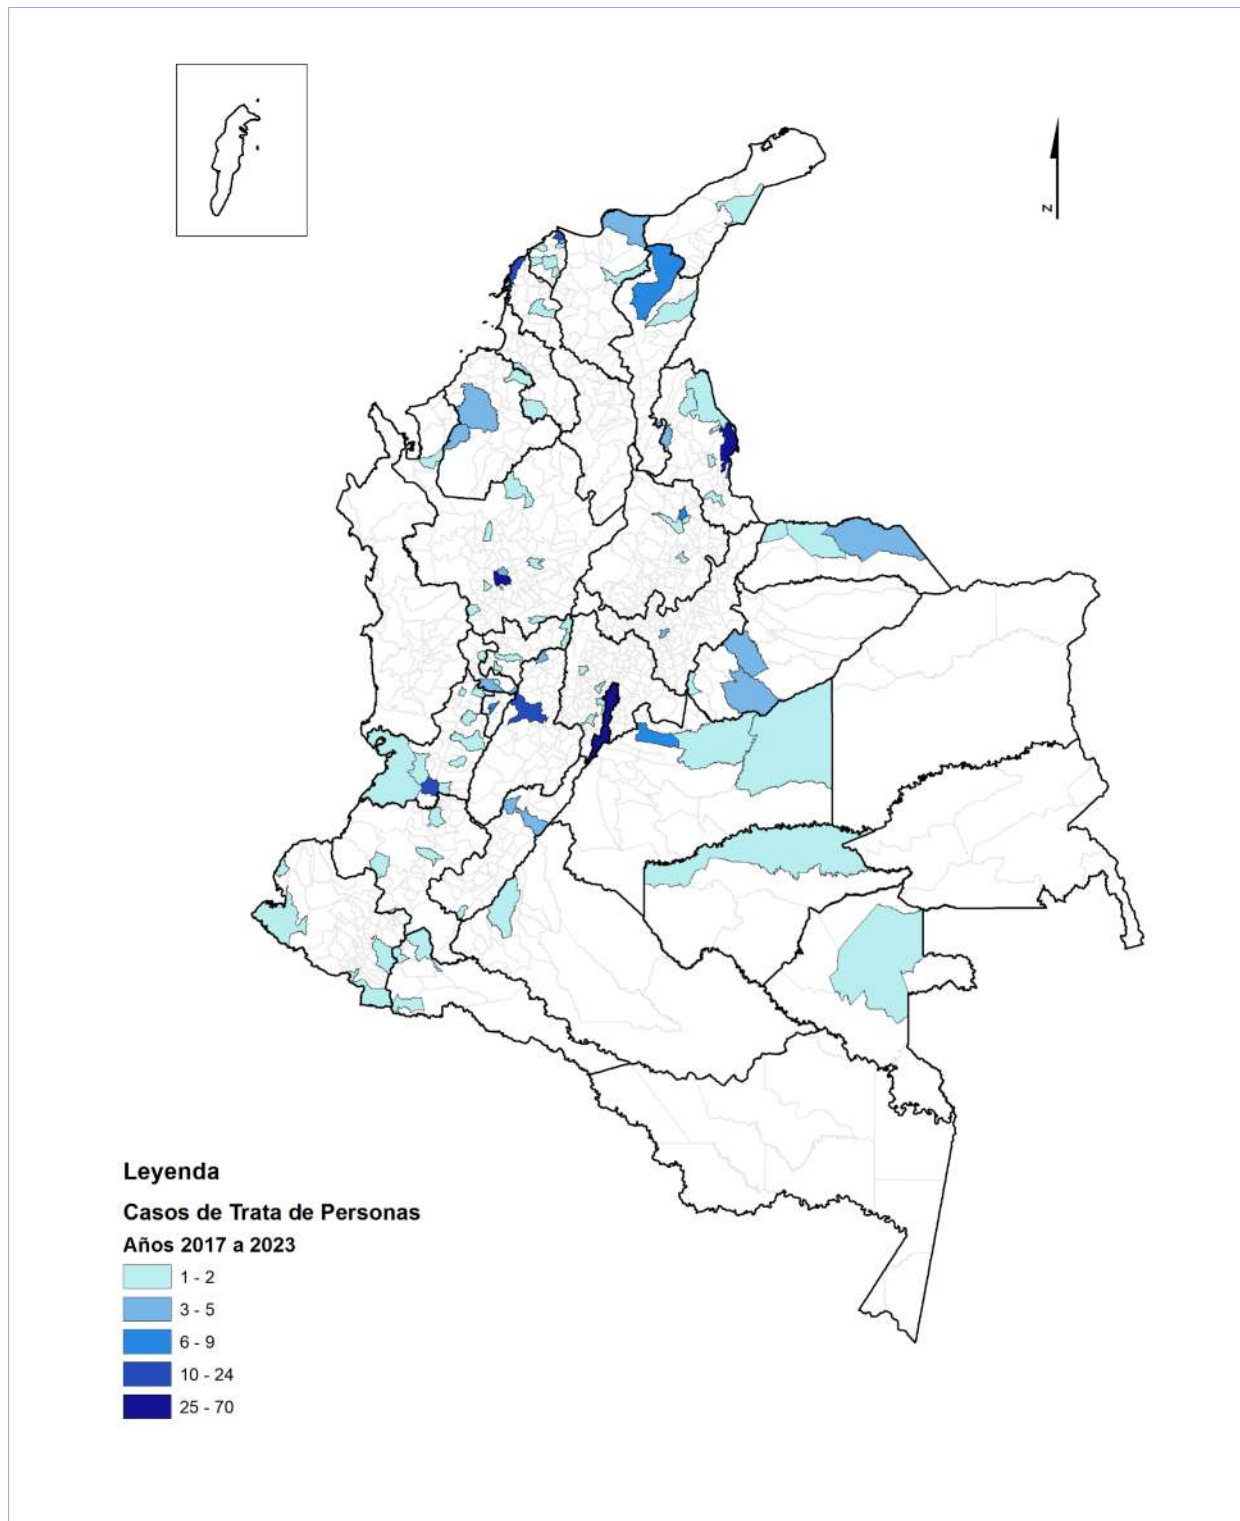 N
Leyenda
Casos de Trata de Personas
Años 2017 a 2023
1 - 2
3 - 5
6 - 9
10 - 24
25 - 70